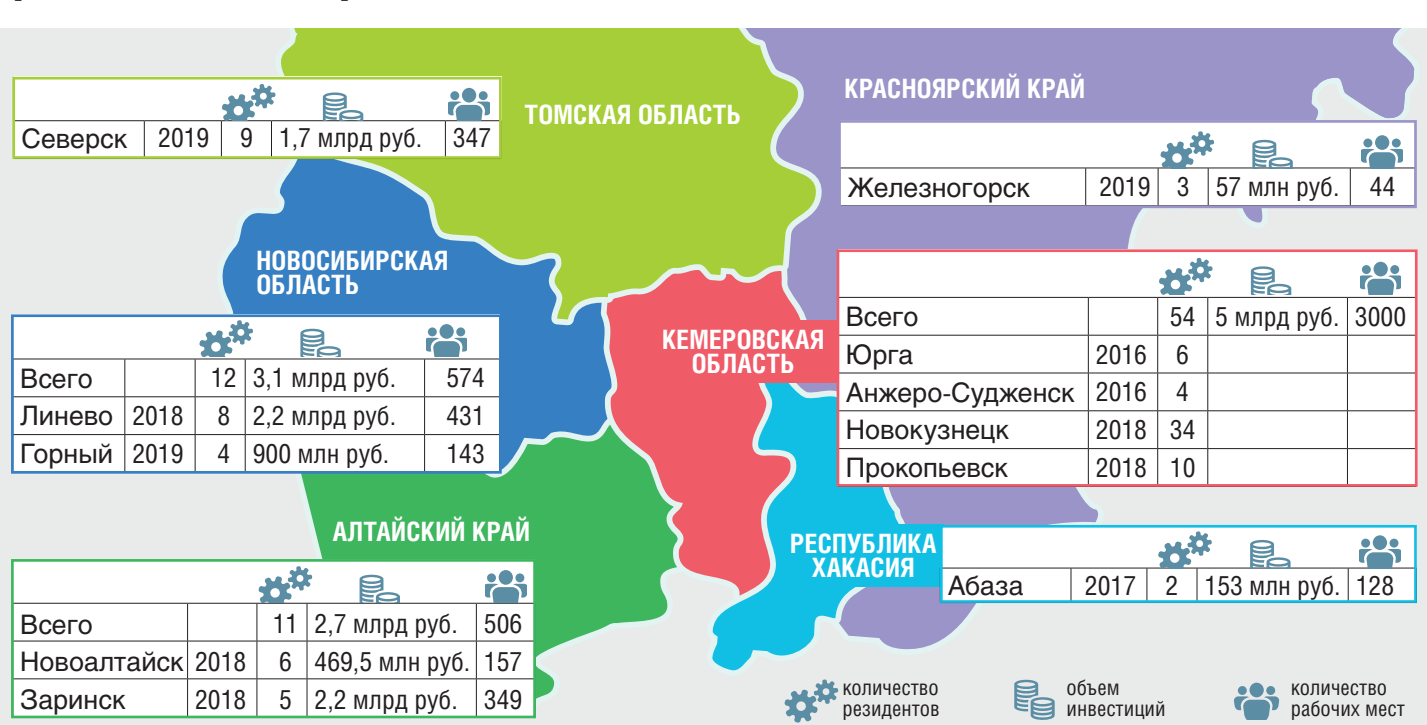 ТОМСКАЯ ОБЛАСТЬ
Северск 2019 9 1,7 млрд руб. 347
КРАСНОЯРСКИЙ КРАЙ
Железногорск 2019 3 57 млн руб. 44
НОВОСИБИРСКАЯ
ОБЛАСТЬ
Всего 12 3,1 млрд руб. 574
Линево 2018 8 2,2 млрд руб. 431
Горный 2019 4 900 млн руб. 143
КЕМЕРОВСКАЯ
ОБЛАСТЬ
Всего 54 5 млрд руб. 3000
Юрга 2016 6
Анжеро-Судженск 2016 4
Новокузнецк 2018 34
Прокопьевск 2018 10
АЛТАЙСКИЙ КРАЙ
Всего 11 2,7 млрд руб. 506
Новоалтайск 2018 6 469,5 млн руб. 157
Заринск 2018 5 2,2 млрд руб. 349
РЕСПУБЛИКА
ХАКАСИЯ
Абаза 2017 2 153 млн руб. 128
количество
резидентов
объем
инвестиций
количество
рабочих мест